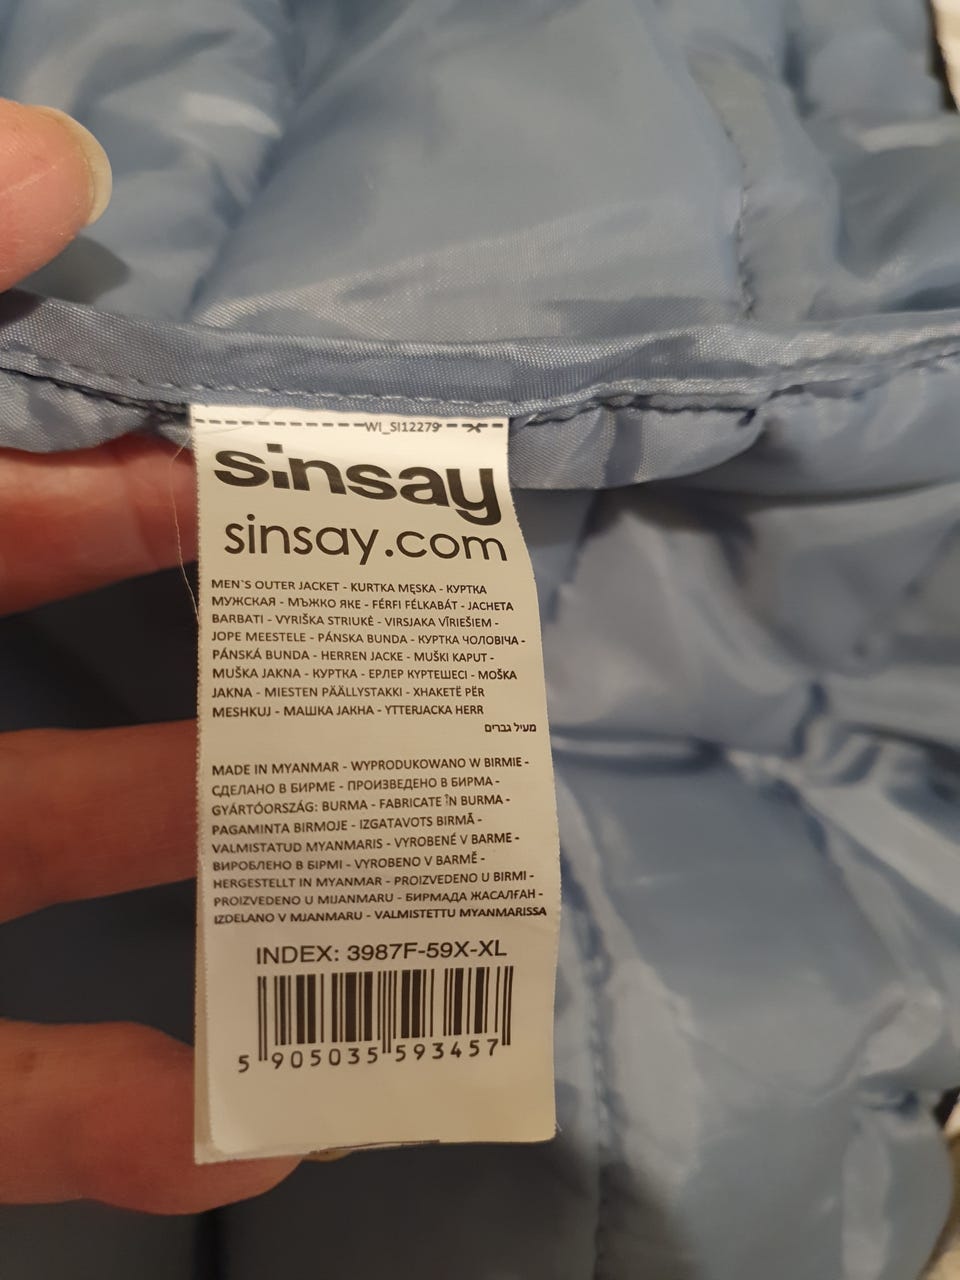 WI_SI12279
sinsay
sinsay.com
MEN`S OUTER JACKET - KURTKA MĘSKA - КУРТКА
МУЖСКАЯ - МЪЖКО ЯКЕ - FÉRFI FÉLKABÁT - JACHETA
BARBATI - VYRIŠKA STRIUKĖ - VIRSJAKA VĪRIEŠIEM -
JOPE MEESTELE - PÁNSKA BUNDA - КУРТКА ЧОЛОВІЧА -
PÁNSKÁ BUNDA - HERREN JACKE - MUŠKI KAPUT -
MUŠKA JAKNA - КУРТКА - ЕРЛЕР КҮРТЕШЕСІ - MOŠKA
JAKNA - MIESTEN PÄÄLLYSTAKKI - XHAKETË PËR
MESHKUJ - МАШКА ЈАКНА - YTTERJACKA HERR
מעיל גברים
MADE IN MYANMAR - WYPRODUKOWANO W BIRMIE -
СДЕЛАНО В БИРМЕ - ПРОИЗВЕДЕНО В БИРМА -
GYÁRTÓORSZÁG: BURMA - FABRICATE ÎN BURMA -
PAGAMINTA BIRMOJE - IZGATAVOTS BIRMĀ -
VALMISTATUD MYANMARIS - VYROBENÉ V BARME -
ВИРОБЛЕНО В БІРМІ - VYROBENO V BARMĚ -
HERGESTELLT IN MYANMAR - PROIZVEDENO U BIRMI -
PROIZVEDENO U MIJANMARU - БИРМАДА ЖАСАЛҒАН -
IZDELANO V MJANMARU - VALMISTETTU MYANMARISSA
INDEX: 3987F-59X-XL
5 905035 593457